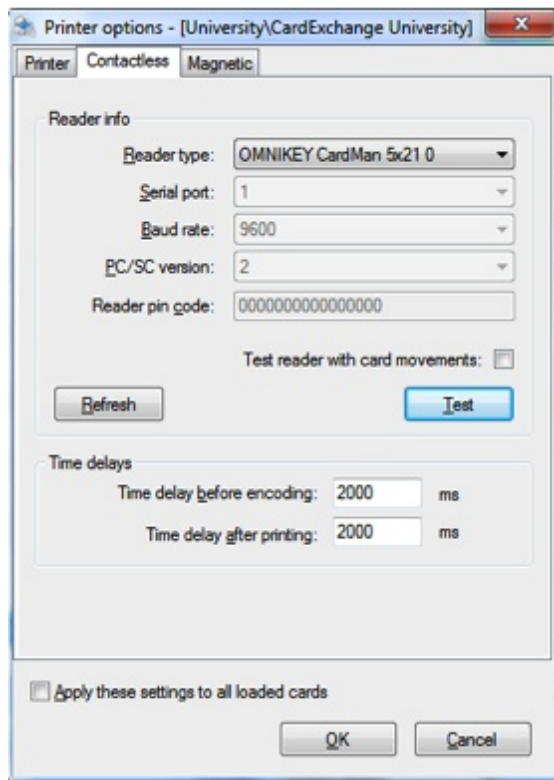 Printer options - [University\CardExchange University]
Printer Contactless Magnetic
Reader info
Reader type: OMNIKEY CardMan 5x21 0
Serial port: 1
Baud rate: 9600
PC/SC version: 2
Reader pin code: 0000000000000000
Test reader with card movements:
Refresh Test
Time delays
Time delay before encoding: 2000 ms
Time delay after printing: 2000 ms
Apply these settings to all loaded cards
OK Cancel